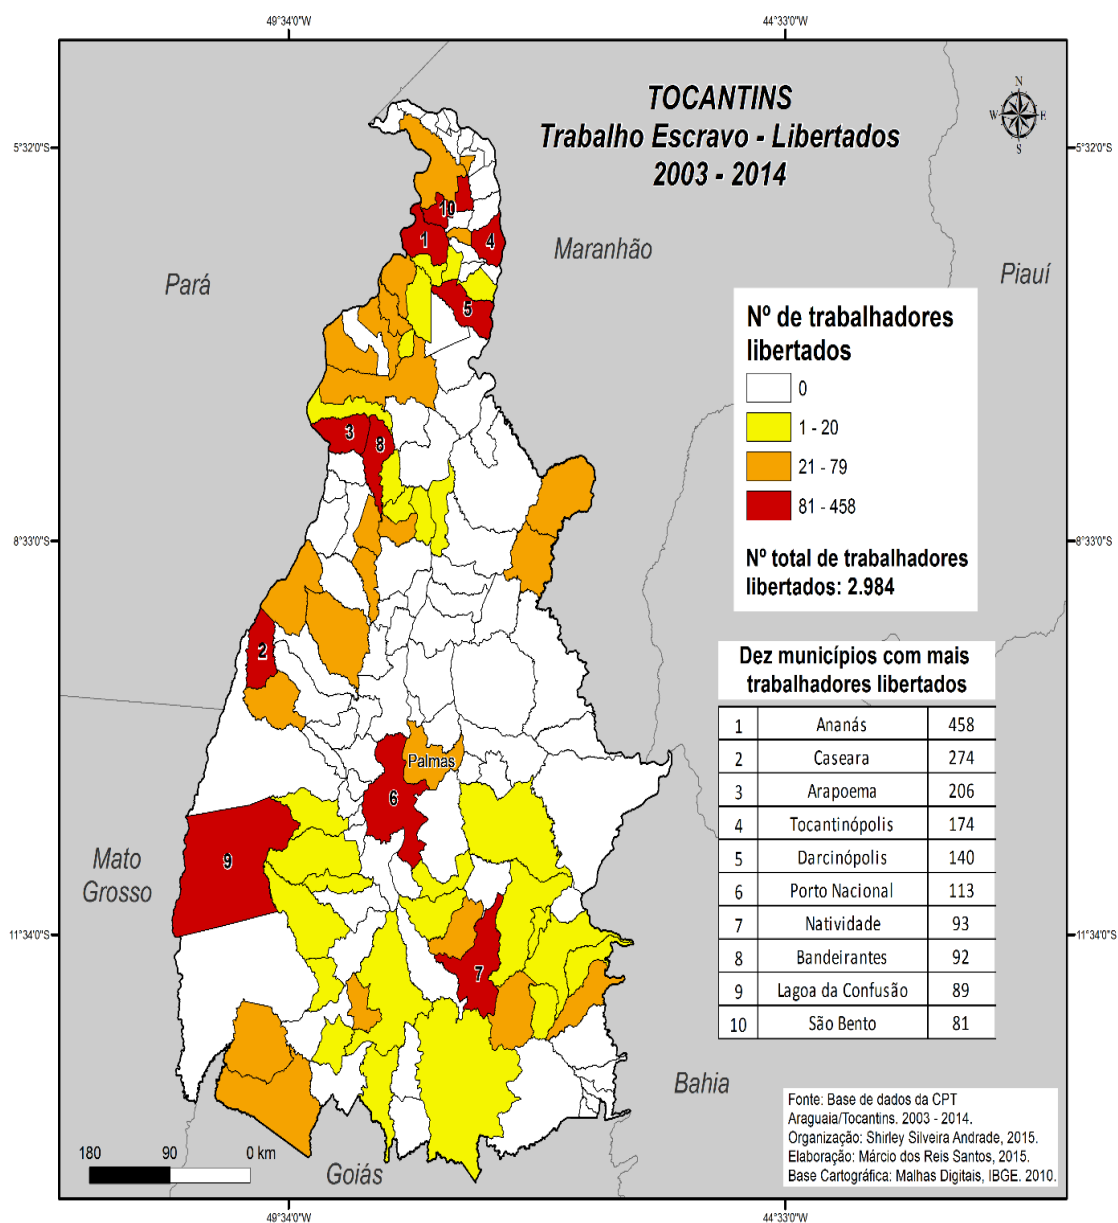 49°34'0"W
44°33'0"W
TOCANTINS
Trabalho Escravo - Libertados
2003 - 2014
N
W
E
S
5°32'0"S
5°32'0"S
10
1
4
Maranhão
Pará
Piauí
5
Nº de trabalhadores
libertados
0
1 - 20
21 - 79
81 - 458
3
8
8°33'0"S
8°33'0"S
Nº total de trabalhadores
libertados: 2.984
2
Dez municípios com mais
trabalhadores libertados
1 Ananás 458
2 Caseara 274
3 Arapoema 206
4 Tocantinópolis 174
5 Darcinópolis 140
6 Porto Nacional 113
7 Natividade 93
8 Bandeirantes 92
9 Lagoa da Confusão 89
10 São Bento 81
Palmas
6
Mato
Grosso
9
11°34'0"S
11°34'0"S
7
Bahia
Fonte: Base de dados da CPT
Araguaia/Tocantins. 2003 - 2014.
Organização: Shirley Silveira Andrade, 2015.
Elaboração: Márcio dos Reis Santos, 2015.
Base Cartográfica: Malhas Digitais, IBGE. 2010.
180 90 0 km
Goiás
49°34'0"W
44°33'0"W